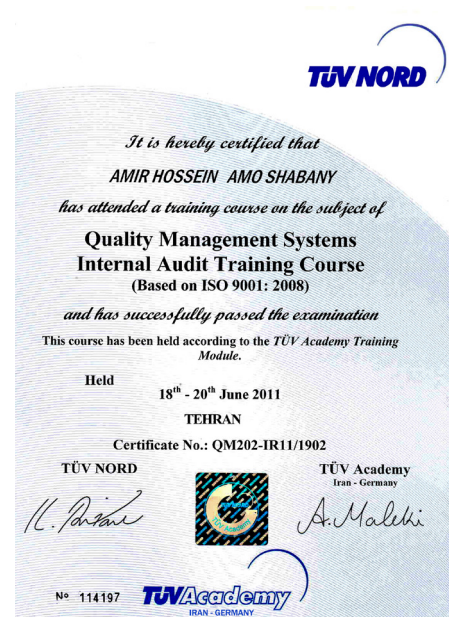 TÜV NORD
It is hereby certified that
AMIR HOSSEIN AMO SHABANY
has attended a training course on the subject of
Quality Management Systems
Internal Audit Training Course
(Based on ISO 9001: 2008)
and has successfully passed the examination
This course has been held according to the TÜV Academy Training
Module.
Held
18th - 20th June 2011
TEHRAN
Certificate No.: QM202-IR11/1902
TÜV NORD
TÜV Academy
Iran - Germany
A. Maleki
TÜV Academy
Nº 114197
TÜVAcademy
IRAN - GERMANY